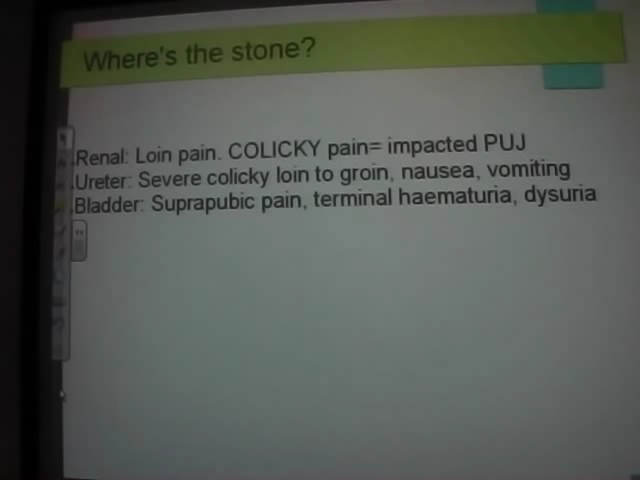 Where's the stone?
Renal: Loin pain. COLICKY pain= impacted PUJ
Ureter: Severe colicky loin to groin, nausea, vomiting
Bladder: Suprapubic pain, terminal haematuria, dysuria